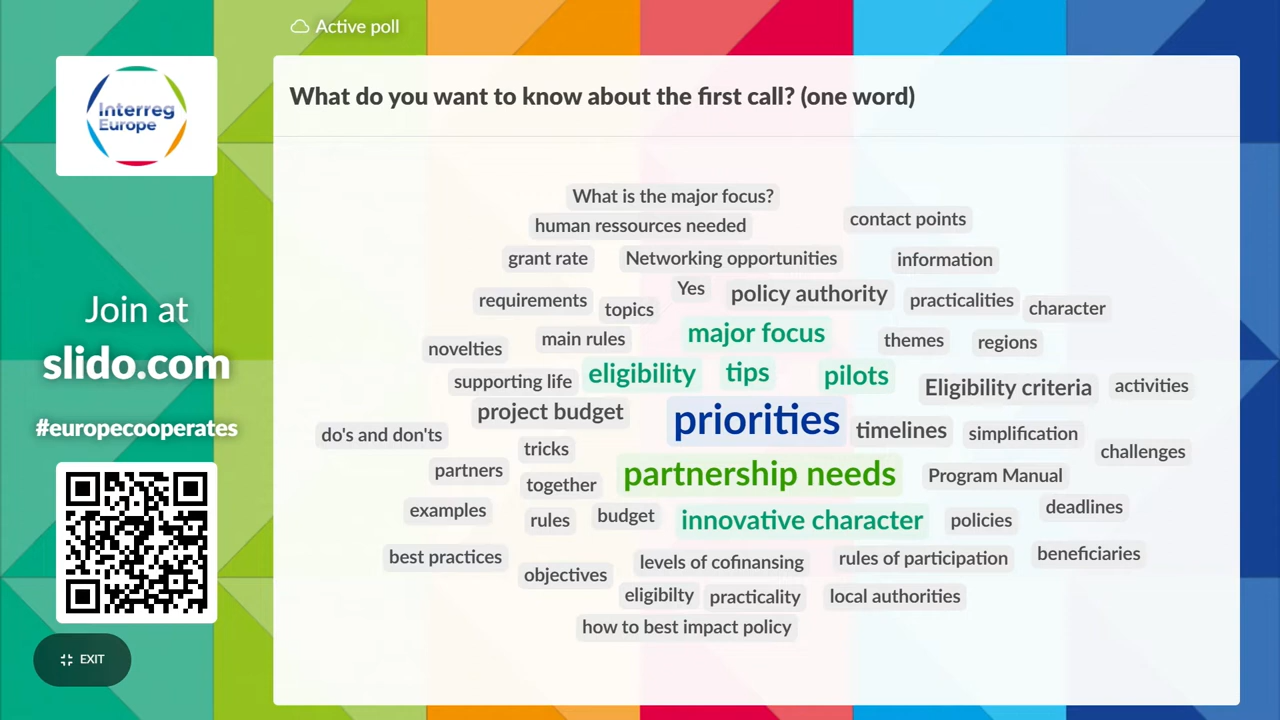 Active poll
Interreg
Europe
What do you want to know about the first call? (one word)
Join at
slido.com
#europecooperates
EXIT
What is the major focus?
human ressources needed
contact points
grant rate
Networking opportunities
information
Yes
policy authority
requirements
topics
practicalities
character
major focus
main rules
themes
regions
novelties
eligibility
tips
pilots
supporting life
Eligibility criteria
activities
project budget
priorities
timelines
simplification
do's and don'ts
tricks
challenges
partners
together
partnership needs
Program Manual
examples
rules
budget
innovative character
policies
deadlines
best practices
objectives
levels of cofinansing
rules of participation
beneficiaries
eligibilty
practicality
local authorities
how to best impact policy